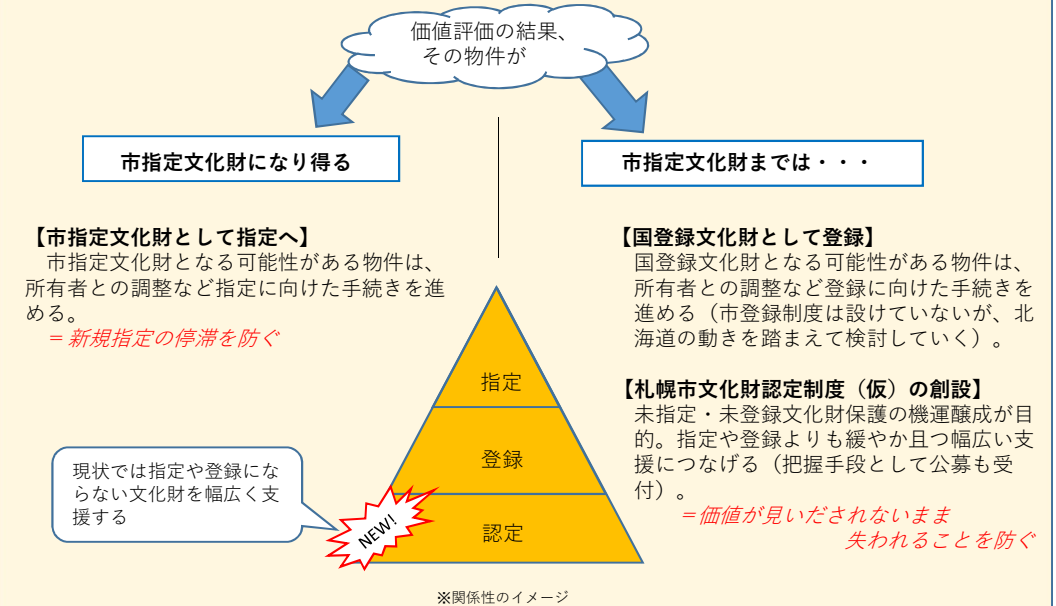 価値評価の結果、
その物件が
市指定文化財になり得る
市指定文化財までは・・・
【市指定文化財として指定へ】
市指定文化財となる可能性がある物件は、
所有者との調整など指定に向けた手続きを進
める。
＝新規指定の停滞を防ぐ
【国登録文化財として登録】
国登録文化財となる可能性がある物件は、
所有者との調整など登録に向けた手続きを
進める（市登録制度は設けていないが、北
海道の動きを踏まえて検討していく）。
【札幌市文化財認定制度（仮）の創設】
未指定・未登録文化財保護の機運醸成が目
的。指定や登録よりも緩やか且つ幅広い支
援につなげる（把握手段として公募も受
付）。
＝価値が見いだされないまま
失われることを防ぐ
指定
登録
認定
現状では指定や登録にな
らない文化財を幅広く支
援する
NEW!
※関係性のイメージ